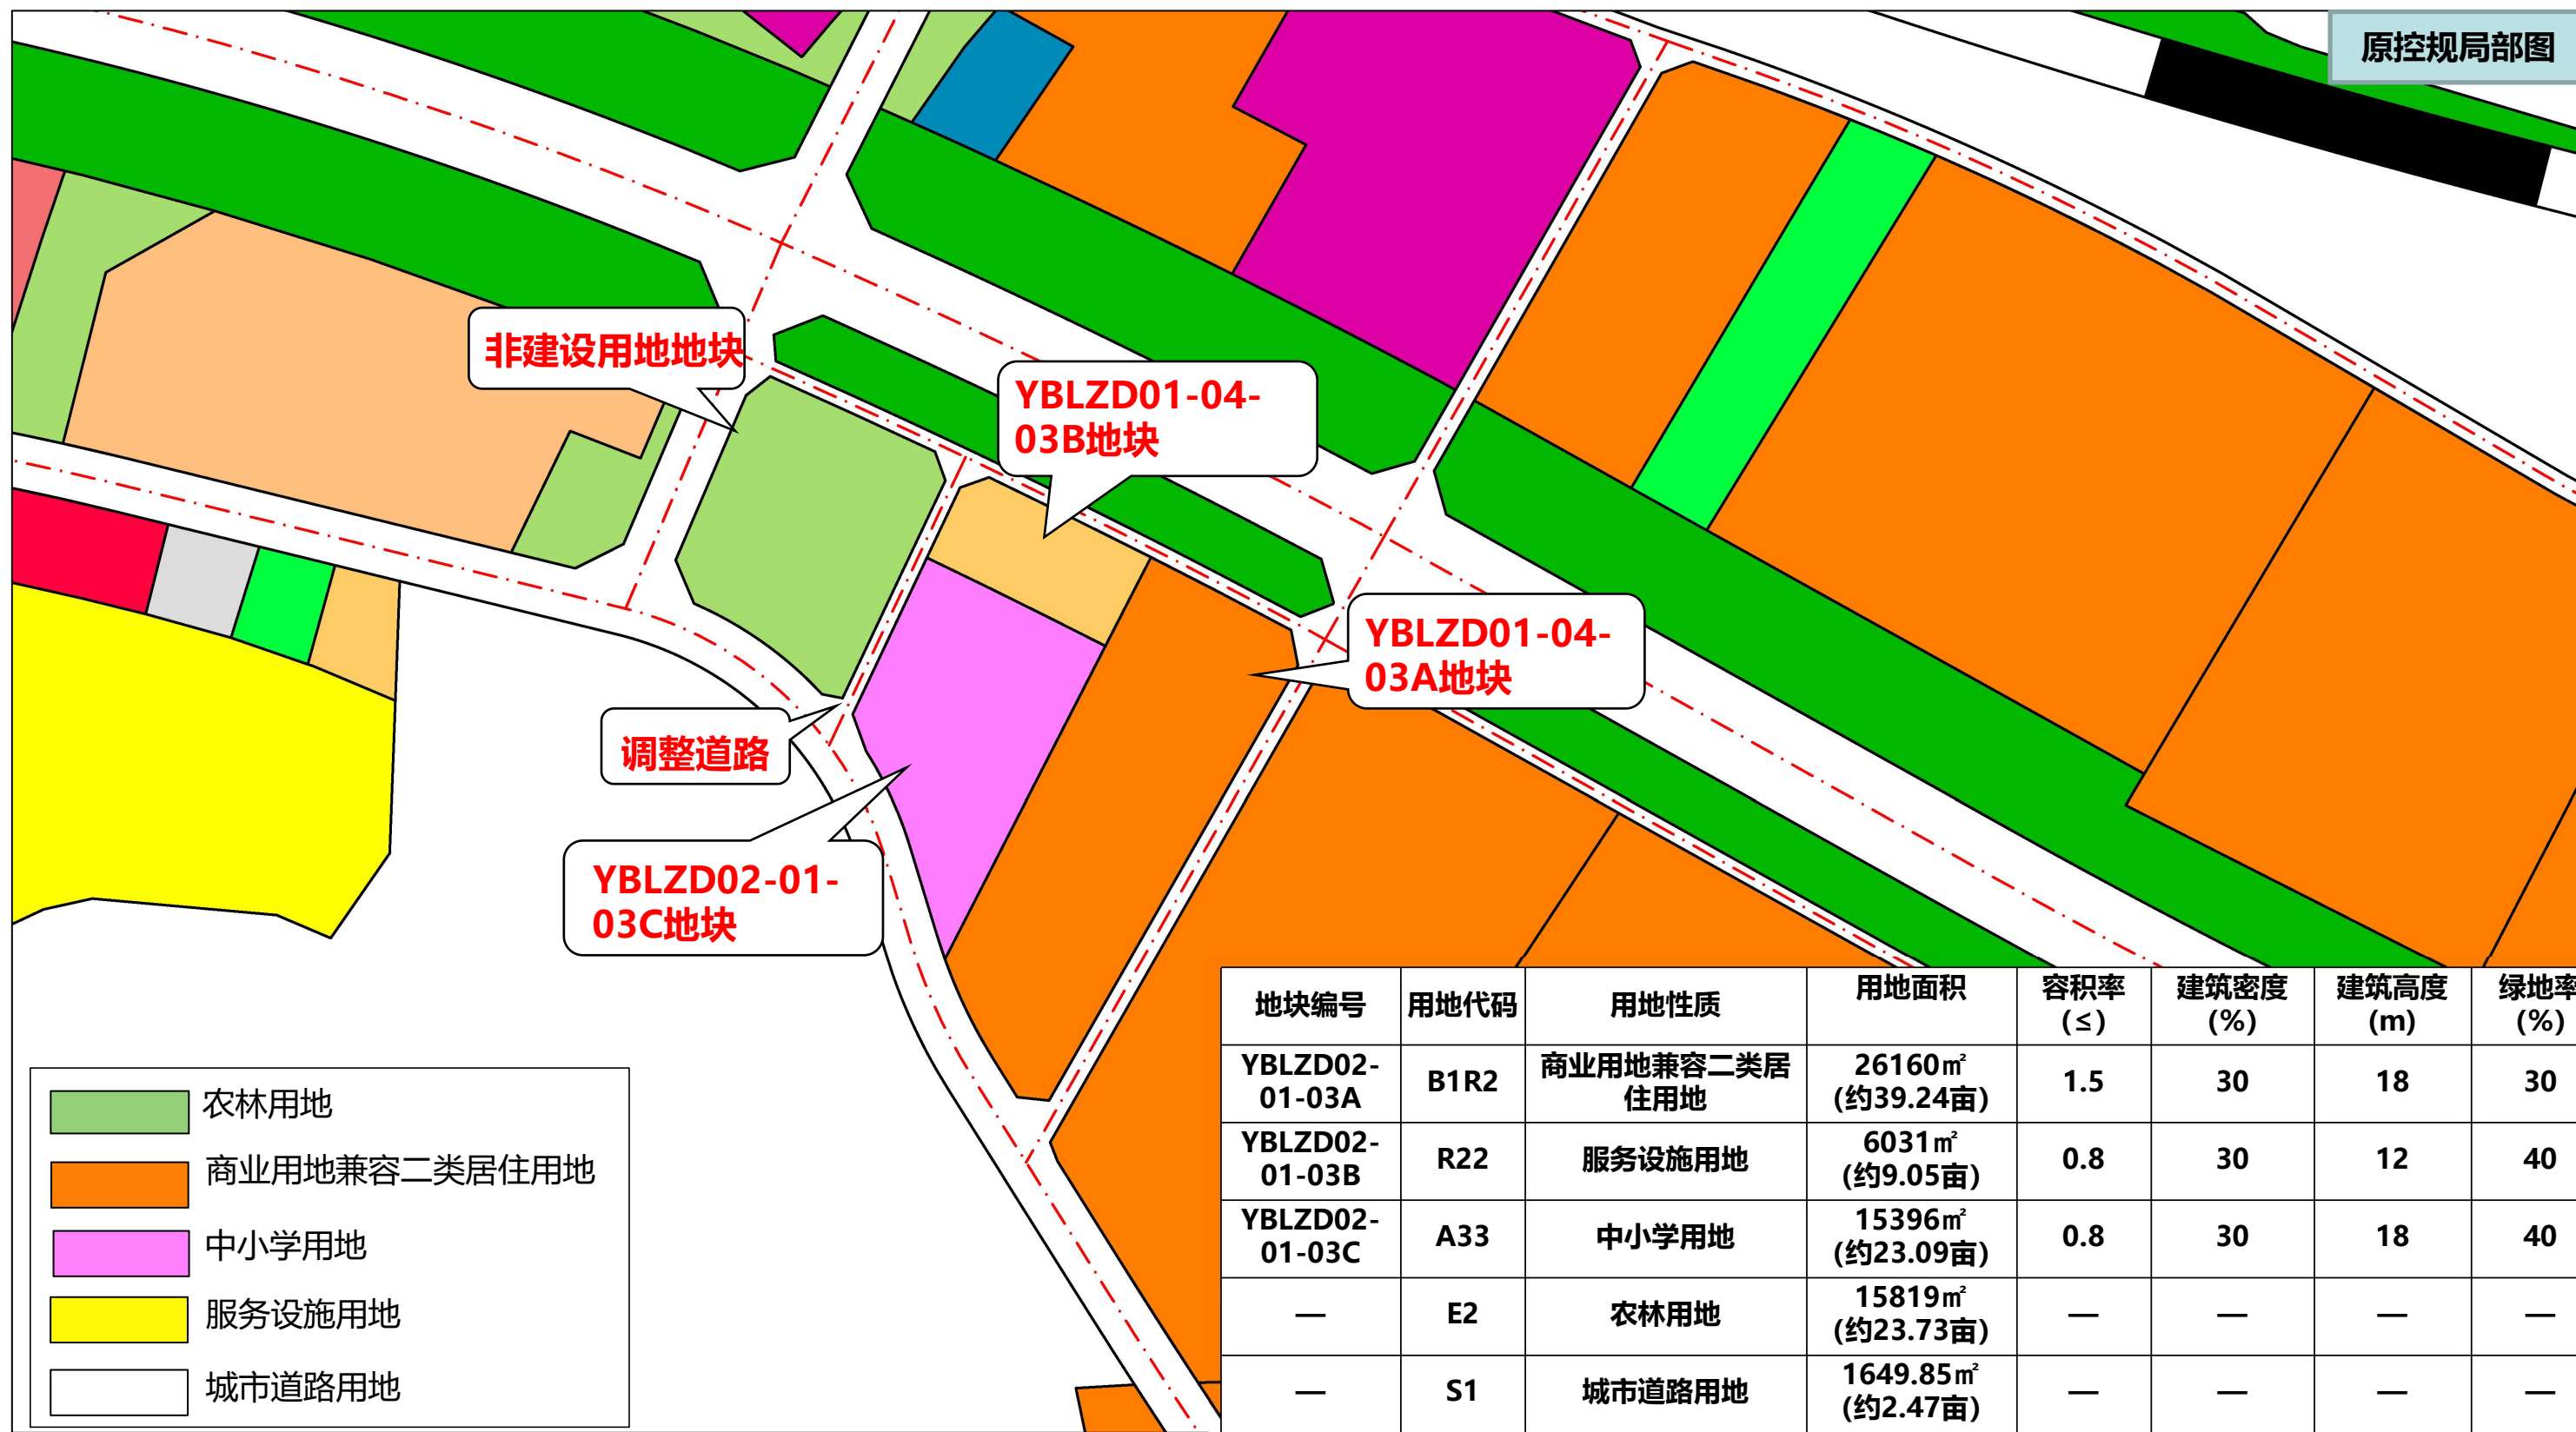 原控规局部图
非建设用地地块
YBLZD01-04-
03B地块
YBLZD01-04-
03A地块
调整道路
YBLZD02-01-
03C地块
农林用地
商业用地兼容二类居住用地
中小学用地
服务设施用地
城市道路用地
地块编号 用地代码 用地性质 用地面积 容积率 建筑密度 建筑高度 绿地率
(≤) (%) (m) (%)
YBLZD02- 商业用地兼容二类居 26160㎡
01-03A B1R2 住用地 (约39.24亩) 1.5 30 18 30
YBLZD02- 6031㎡
01-03B R22 服务设施用地 (约9.05亩) 0.8 30 12 40
YBLZD02- 15396㎡
01-03C A33 中小学用地 (约23.09亩) 0.8 30 18 40
15819㎡
— E2 农林用地 (约23.73亩) — — — —
1649.85㎡
— S1 城市道路用地 (约2.47亩) — — — —